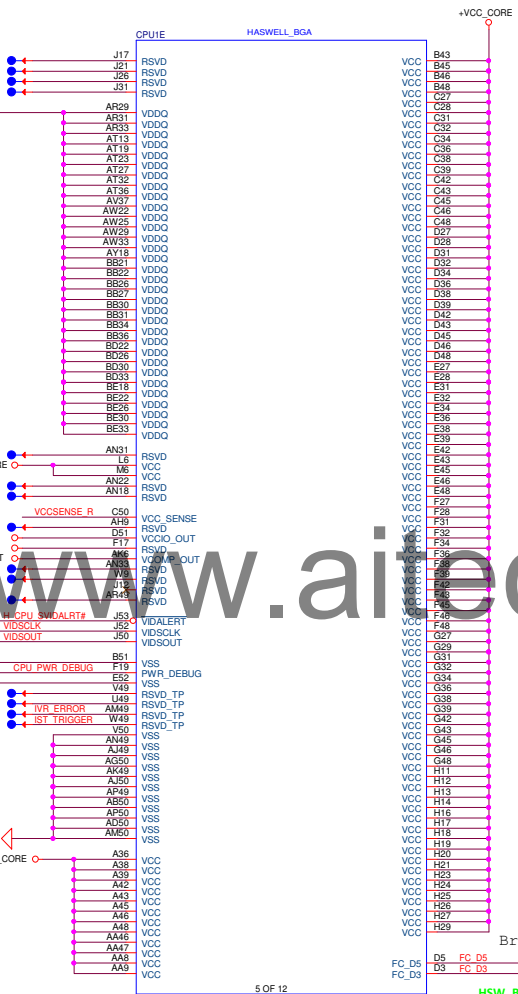 +VCC_CORE
CPU1E HASWELL_BGA
J17 RSVD
J21 RSVD
J26 RSVD
J31 RSVD
AR29 VDDQ
AR31 VDDQ
AR33 VDDQ
AT13 VDDQ
AT19 VDDQ
AT23 VDDQ
AT27 VDDQ
AT32 VDDQ
AT36 VDDQ
AV37 VDDQ
AW22 VDDQ
AW25 VDDQ
AW29 VDDQ
AW33 VDDQ
AY18 VDDQ
BB21 VDDQ
BB22 VDDQ
BB26 VDDQ
BB27 VDDQ
BB30 VDDQ
BB31 VDDQ
BB34 VDDQ
BB36 VDDQ
BD22 VDDQ
BD26 VDDQ
BD30 VDDQ
BD33 VDDQ
BE18 VDDQ
BE22 VDDQ
BE26 VDDQ
BE30 VDDQ
BE33 VDDQ
AN31 RSVD
L6 VCC
M6 VCC
AN22 RSVD
AN18 RSVD
VCCSENSE_R C50 VCC_SENSE
AH9 RSVD
D51 VCCIO_OUT
F17 RSVD
AK6 VCOMP_OUT
AN33 RSVD
W9 RSVD
J12 RSVD
AR49 RSVD
H_CPU_SVIDALRT# J53 VIDALERT
VIDSCLK J52 VIDSCLK
VIDSOUT J50 VIDSOUT
B51 VSS
CPU_PWR_DEBUG F19 PWR_DEBUG
E52 VSS
V49 RSVD_TP
U49 RSVD_TP
IVR_ERROR AM49 RSVD_TP
IST_TRIGGER W49 RSVD_TP
V50 VSS
AN49 VSS
AJ49 VSS
AG50 VSS
AK49 VSS
AJ50 VSS
AP49 VSS
AB50 VSS
AP50 VSS
AD50 VSS
AM50 VSS
_CORE
A36 VCC
A38 VCC
A39 VCC
A42 VCC
A43 VCC
A45 VCC
A46 VCC
A48 VCC
AA46 VCC
AA47 VCC
AA8 VCC
AA9 VCC
VCC B43
VCC B45
VCC B46
VCC B48
VCC C27
VCC C28
VCC C31
VCC C32
VCC C34
VCC C36
VCC C38
VCC C39
VCC C42
VCC C43
VCC C45
VCC C46
VCC C48
VCC D27
VCC D28
VCC D31
VCC D32
VCC D34
VCC D36
VCC D38
VCC D39
VCC D42
VCC D43
VCC D45
VCC D46
VCC D48
VCC E27
VCC E28
VCC E31
VCC E32
VCC E34
VCC E36
VCC E38
VCC E39
VCC E42
VCC E43
VCC E45
VCC E46
VCC E48
VCC F27
VCC F28
VCC F31
VCC F32
VCC F34
VCC F36
VCC F38
VCC F39
VCC F42
VCC F43
VCC F45
VCC F46
VCC F48
VCC G27
VCC G29
VCC G31
VCC G32
VCC G34
VCC G36
VCC G38
VCC G39
VCC G42
VCC G43
VCC G45
VCC G46
VCC G48
VCC H11
VCC H12
VCC H13
VCC H14
VCC H16
VCC H17
VCC H18
VCC H19
VCC H20
VCC H21
VCC H23
VCC H24
VCC H25
VCC H26
VCC H27
VCC H29
Br
FC_D5 D5 FC_D5
FC_D3 D3 FC_D3
5 OF 12
www.aitec